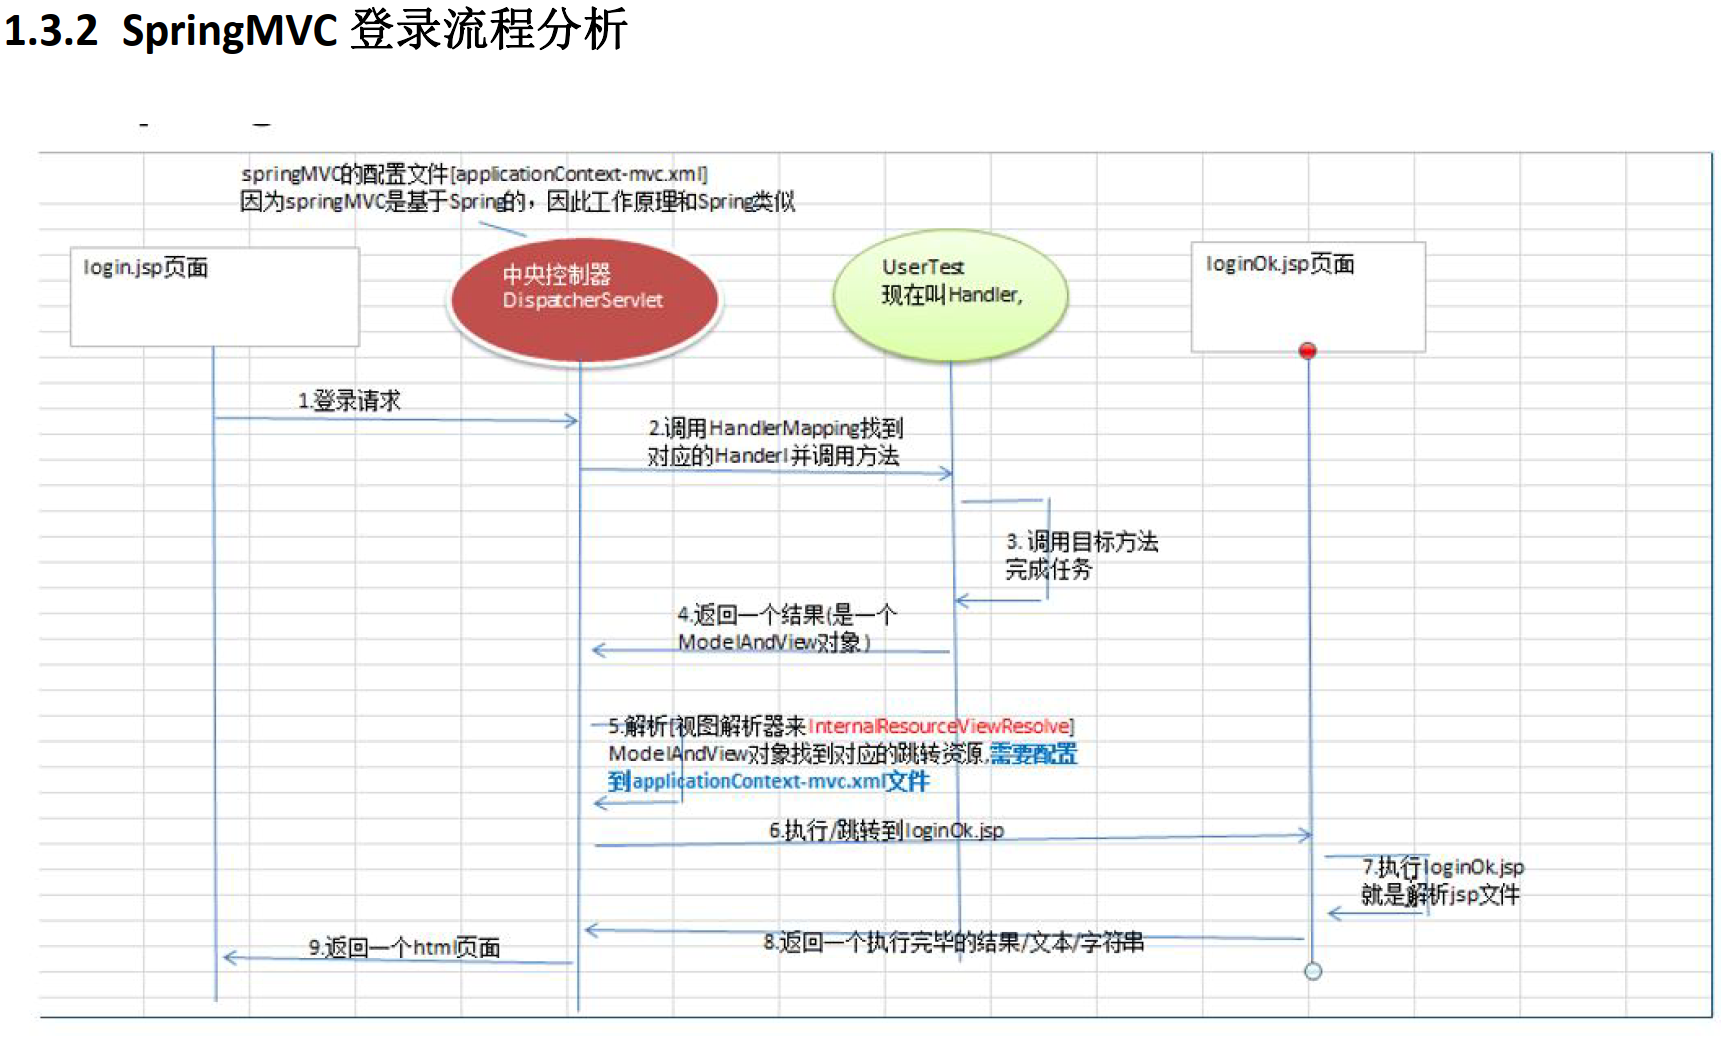 1.3.2 SpringMVC 登录流程分析
springMVC的配置文件[applicationContext-mvc.xml]
因为springMVC是基于Spring的，因此工作原理和Spring类似
login.jsp页面
中央控制器
DispatcherServlet
UserTest
现在叫Handler,
loginOk.jsp页面
1.登录请求
2.调用HandlerMapping找到
对应的Handerl并调用方法
3. 调用目标方法
完成任务
4.返回一个结果(是一个
ModelAndView对象)
5.解析[视图解析器来InternalResourceViewResolve]
ModelAndView对象找到对应的跳转资源,需要配置
到applicationContext-mvc.xml文件
6.执行/跳转到loginOk.jsp
7.执行loginOk.jsp
就是解析jsp文件
8.返回一个执行完毕的结果/文本/字符串
9.返回一个html页面